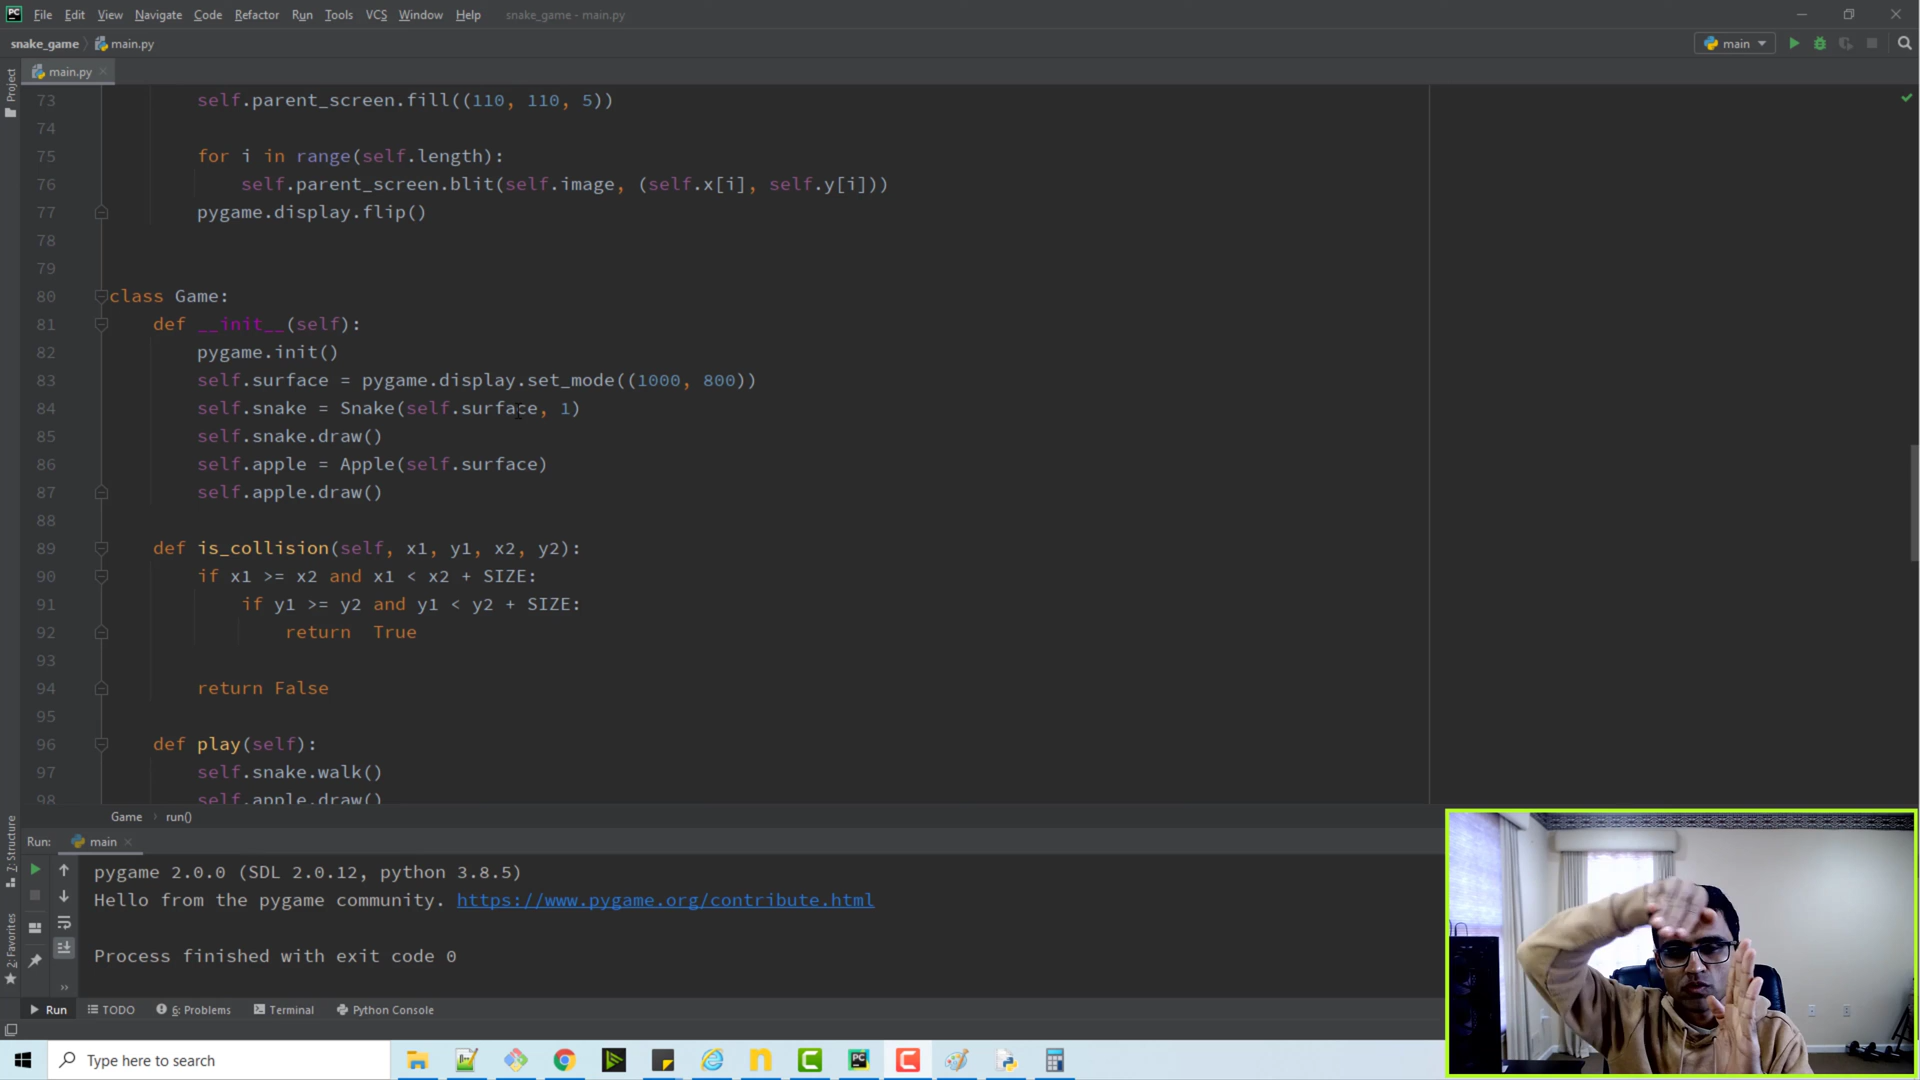 PC File Edit View Navigate Code Refactor Run Tools VCS Window Help snake_game - main.py
snake_game main.py main
Project
main.py
73 self.parent_screen.fill((110, 110, 5))
74
75 for i in range(self.length):
76 self.parent_screen.blit(self.image, (self.x[i], self.y[i]))
77 pygame.display.flip()
78
79
80 class Game:
81 def __init__(self):
82 pygame.init()
83 self.surface = pygame.display.set_mode((1000, 800))
84 self.snake = Snake(self.surface, 1)
85 self.snake.draw()
86 self.apple = Apple(self.surface)
87 self.apple.draw()
88
89 def is_collision(self, x1, y1, x2, y2):
90 if x1 >= x2 and x1 < x2 + SIZE:
91 if y1 >= y2 and y1 < y2 + SIZE:
92 return  True
93
94 return False
95
96 def play(self):
97 self.snake.walk()
98 self.apple.draw()
Game run()
7: Structure
2: Favorites
Run: main
pygame 2.0.0 (SDL 2.0.12, python 3.8.5)
Hello from the pygame community. https://www.pygame.org/contribute.html
Process finished with exit code 0
Run TODO 6: Problems Terminal Python Console
Type here to search